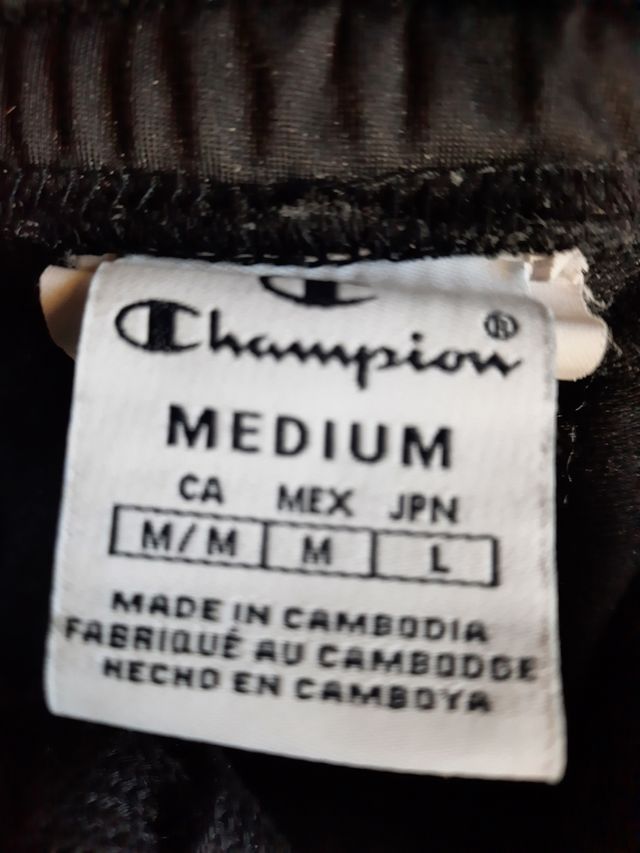 Champion®
MEDIUM
CA MEX JPN
M/M M L
MADE IN CAMBODIA
FABRIQUÉ AU CAMBODGE
HECHO EN CAMBOYA